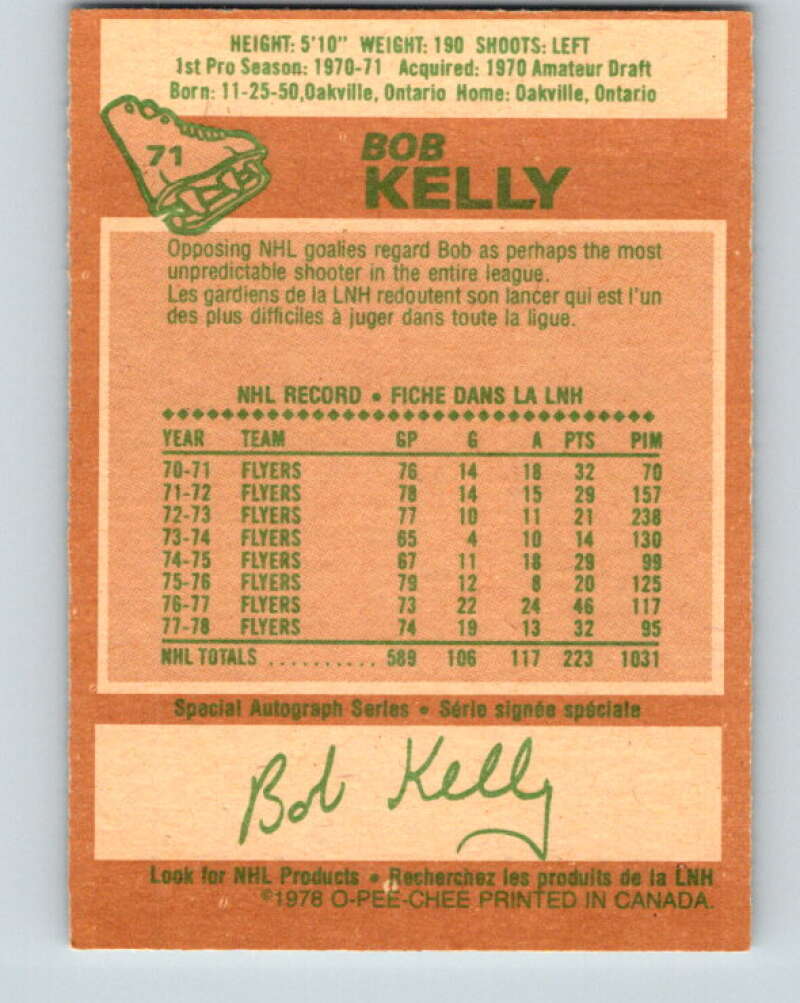 HEIGHT: 5'10" WEIGHT: 190 SHOOTS: LEFT
1st Pro Season: 1970-71 Acquired: 1970 Amateur Draft
Born: 11-25-50,Oakville, Ontario Home: Oakville, Ontario
71
BOB
KELLY
Opposing NHL goalies regard Bob as perhaps the most
unpredictable shooter in the entire league.
Les gardiens de la LNH redoutent son lancer qui est l'un
des plus difficiles à juger dans toute la ligue.
NHL RECORD • FICHE DANS LA LNH
YEAR TEAM GP G A PTS PIM
70-71 FLYERS 76 14 18 32 70
71-72 FLYERS 78 14 15 29 157
72-73 FLYERS 77 10 11 21 238
73-74 FLYERS 65 4 10 14 130
74-75 FLYERS 67 11 18 29 99
75-76 FLYERS 79 12 8 20 125
76-77 FLYERS 73 22 24 46 117
77-78 FLYERS 74 19 13 32 95
NHL TOTALS .......... 589 106 117 223 1031
Special Autograph Series • Série signée spéciale
Bob Kelly
Look for NHL Products • Recherchez les produits de la LNH
©1978 O-PEE-CHEE PRINTED IN CANADA.